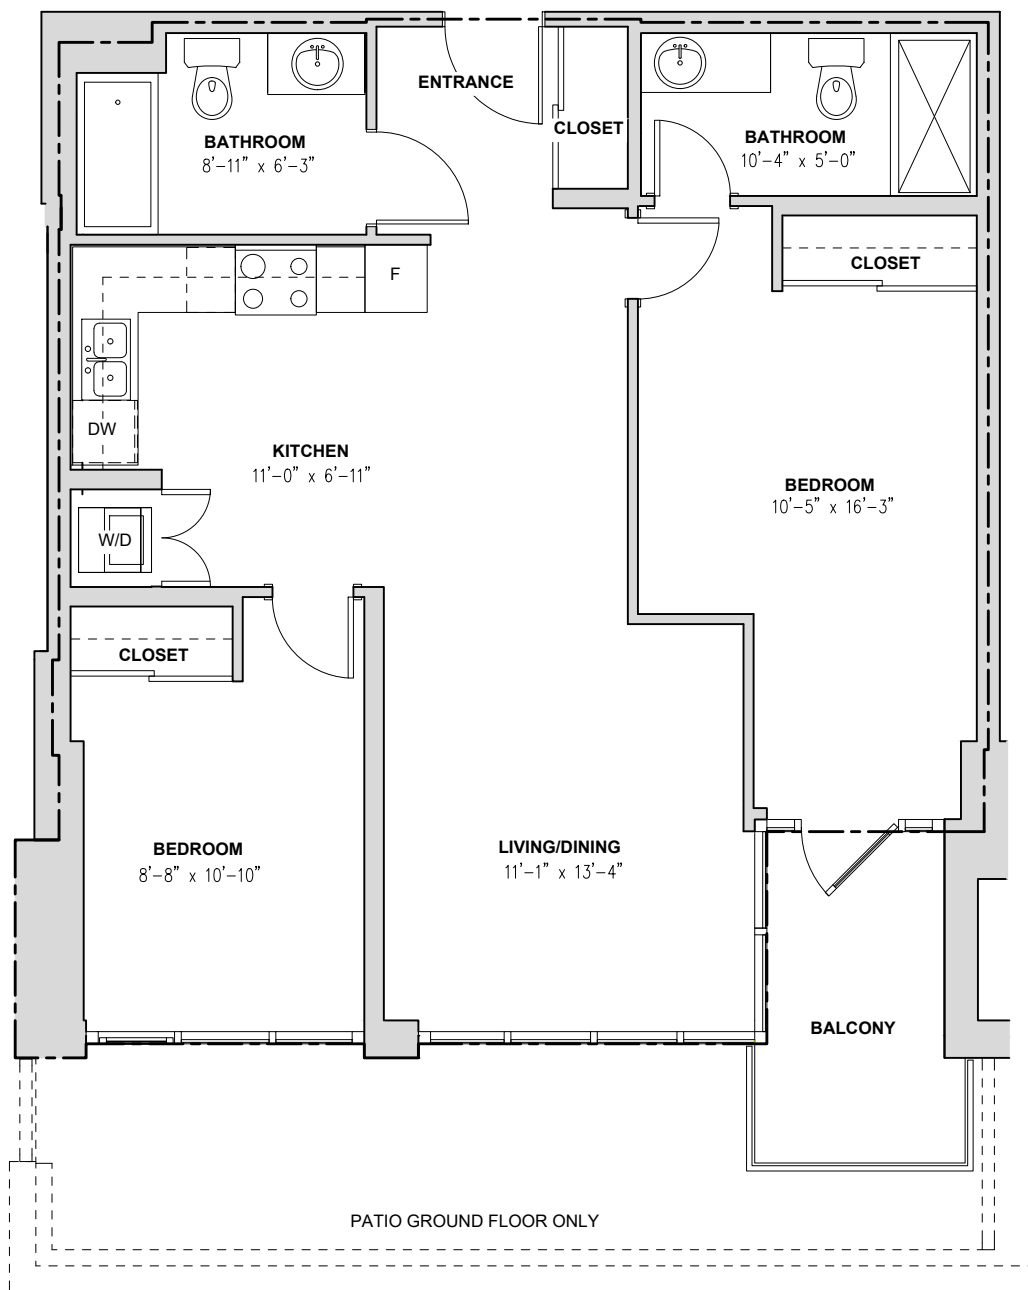 ENTRANCE
CLOSET
BATHROOM
8'-11" x 6'-3"
BATHROOM
10'-4" x 5'-0"
CLOSET
F
DW
KITCHEN
11'-0" x 6'-11"
BEDROOM
10'-5" x 16'-3"
W/D
CLOSET
BEDROOM
8'-8" x 10'-10"
LIVING/DINING
11'-1" x 13'-4"
BALCONY
PATIO GROUND FLOOR ONLY